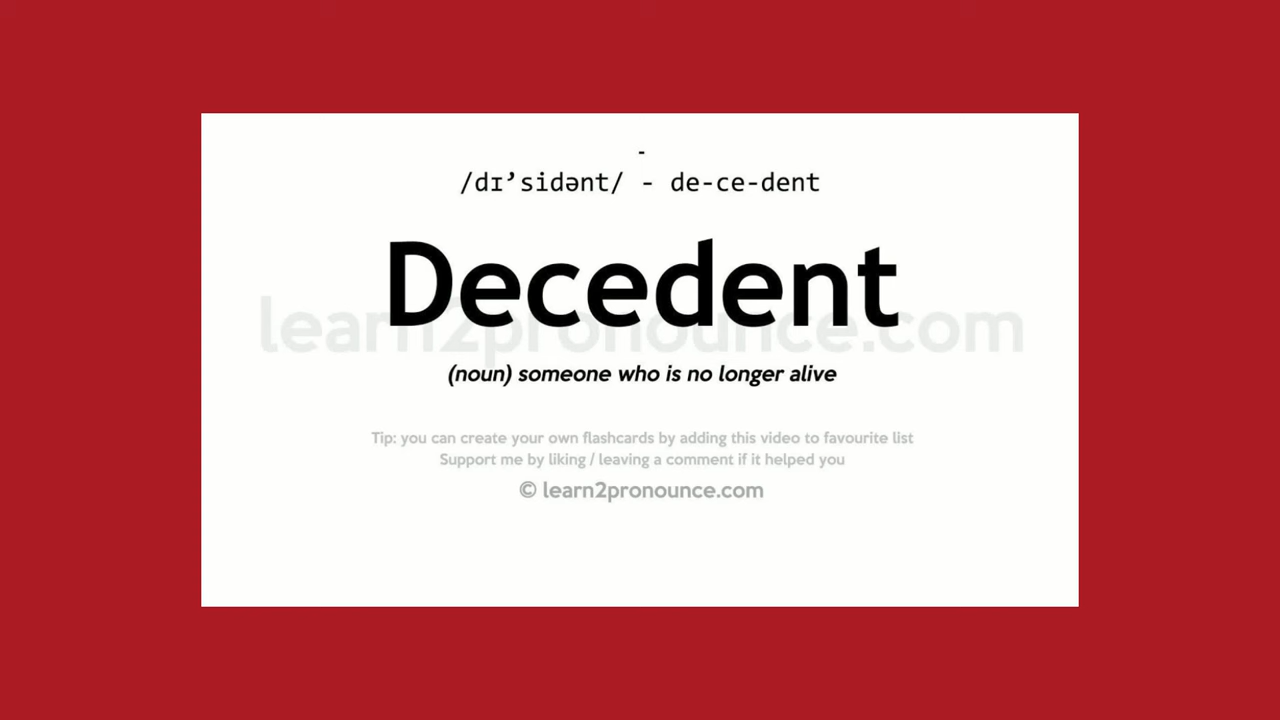 -
/dɪ’sidənt/ - de-ce-dent
Decedent
learn2pronounce.com
(noun) someone who is no longer alive
Tip: you can create your own flashcards by adding this video to favourite list
Support me by liking / leaving a comment if it helped you
© learn2pronounce.com